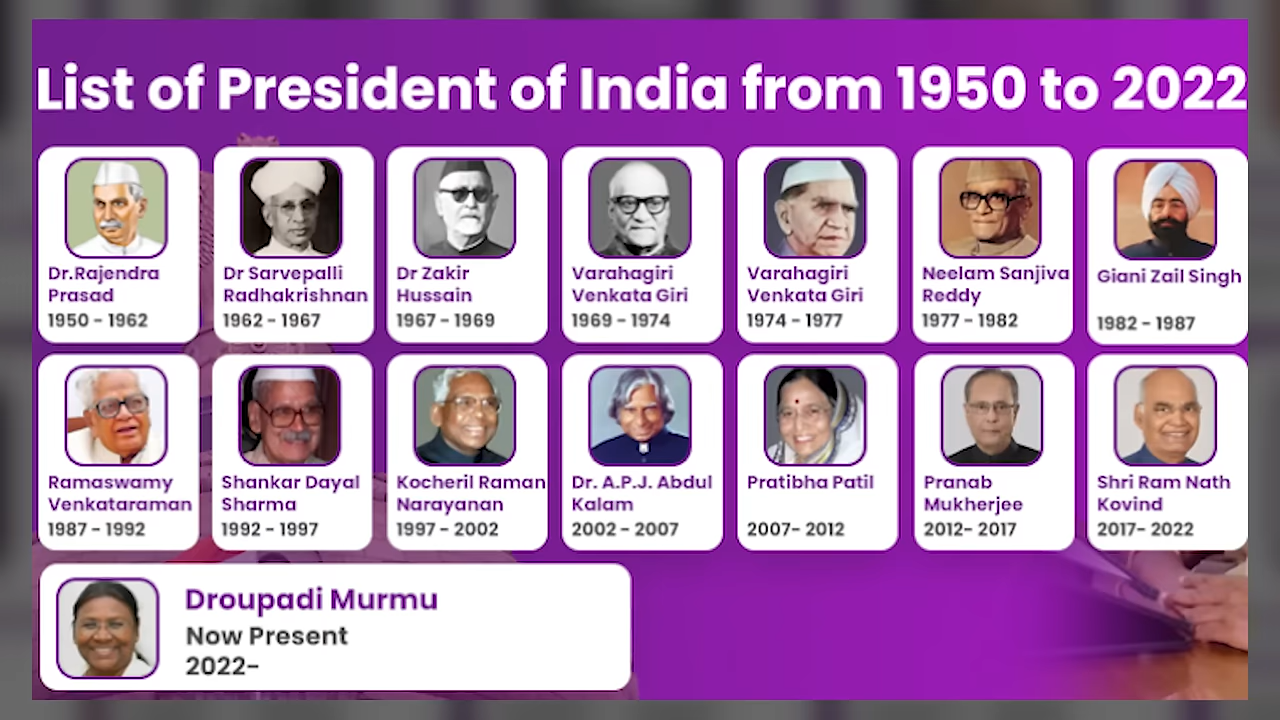 List of President of India from 1950 to 2022
Dr.Rajendra
Prasad
1950 - 1962
Dr Sarvepalli
Radhakrishnan
1962 - 1967
Dr Zakir
Hussain
1967 - 1969
Varahagiri
Venkata Giri
1969 - 1974
Varahagiri
Venkata Giri
1974 - 1977
Neelam Sanjiva
Reddy
1977 - 1982
Giani Zail Singh
1982 - 1987
Ramaswamy
Venkataraman
1987 - 1992
Shankar Dayal
Sharma
1992 - 1997
Kocheril Raman
Narayanan
1997 - 2002
Dr. A.P.J. Abdul
Kalam
2002 - 2007
Pratibha Patil
2007- 2012
Pranab
Mukherjee
2012- 2017
Shri Ram Nath
Kovind
2017- 2022
Droupadi Murmu
Now Present
2022-